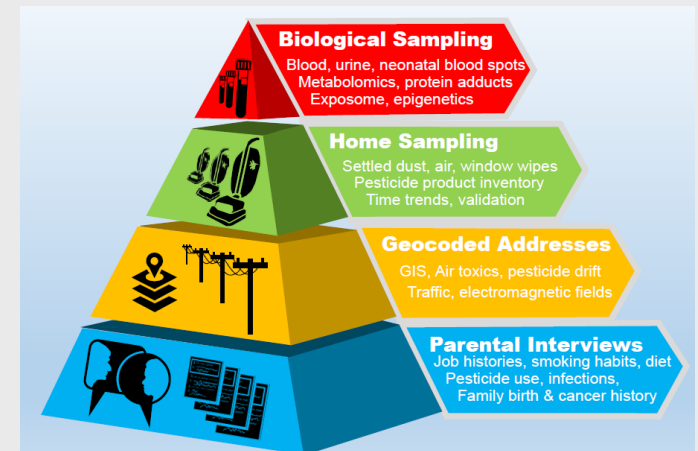 Biological Sampling
Blood, urine, neonatal blood spots
Metabolomics, protein adducts
Exposome, epigenetics
Home Sampling
Settled dust, air, window wipes
Pesticide product inventory
Time trends, validation
Geocoded Addresses
GIS, Air toxics, pesticide drift
Traffic, electromagnetic fields
Parental Interviews
Job histories, smoking habits, diet
Pesticide use, infections,
Family birth & cancer history